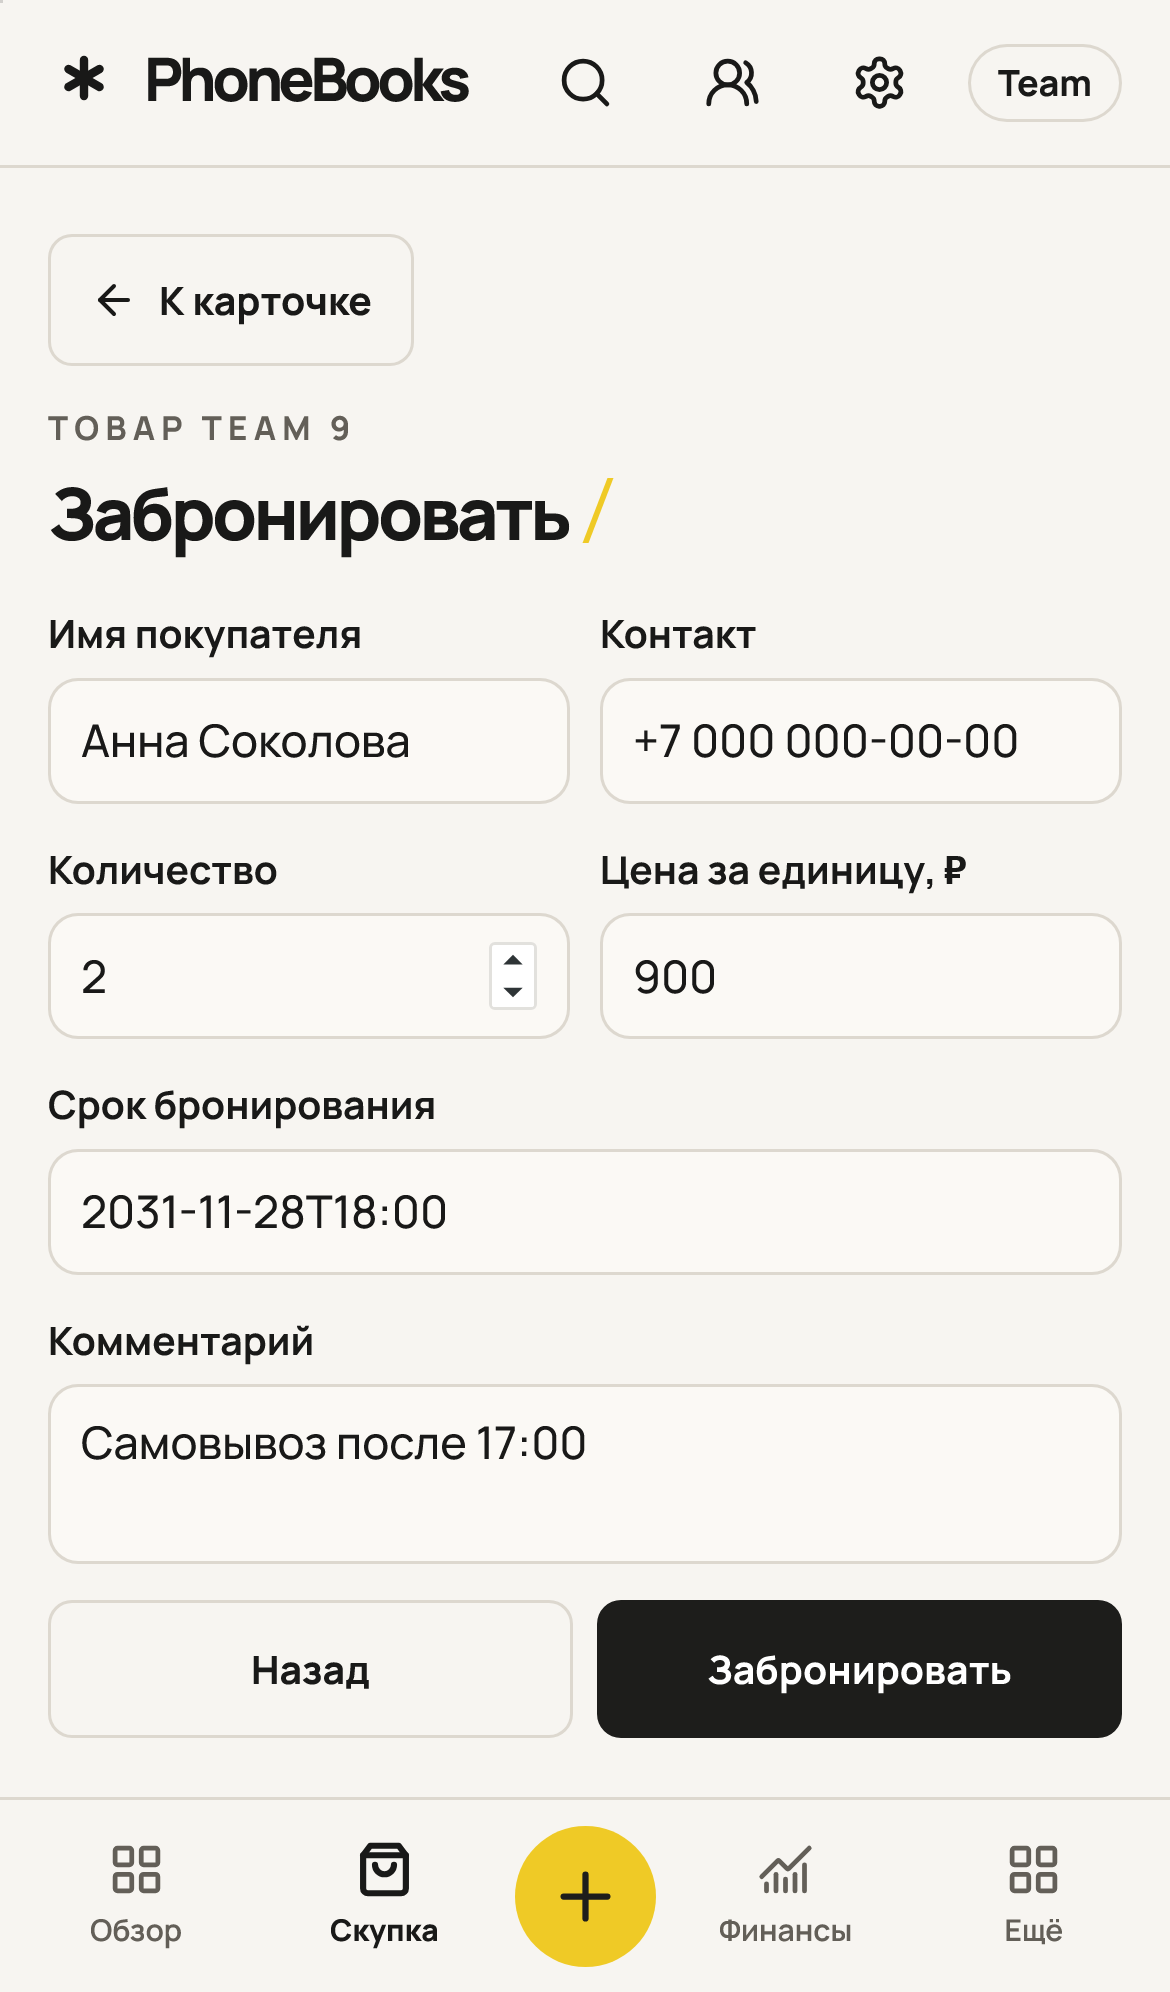 PhoneBooks
Team
К карточке
ТОВАР TEAM 9
Забронировать /
Имя покупателя
Контакт
Анна Соколова
+7 000 000-00-00
Количество
Цена за единицу, ₽
2
900
Срок бронирования
2031-11-28T18:00
Комментарий
Самовывоз после 17:00
Назад
Забронировать
Обзор
Скупка
Финансы
Ещё